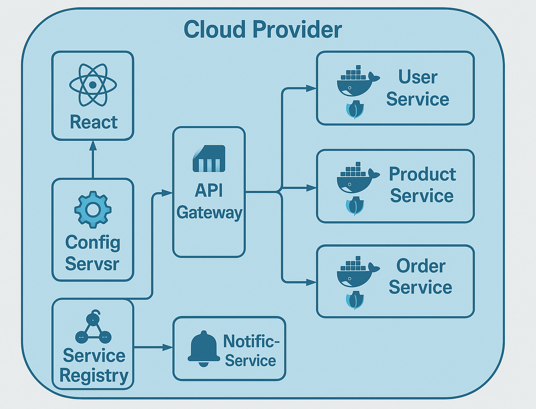 Cloud Provider
React
Config
Servsr
Service
Registry
API
Gateway
Notific-
Service
User
Service
Product
Service
Order
Service